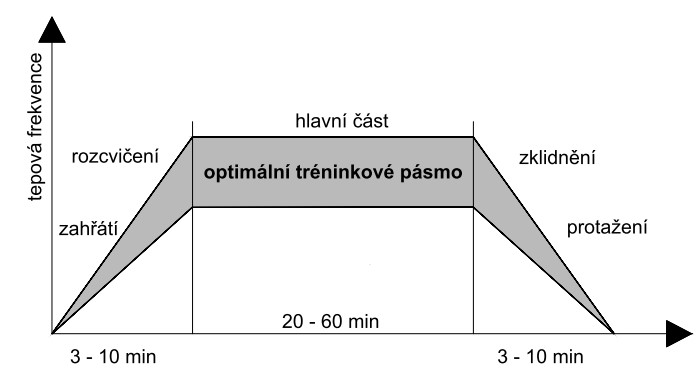 tepová frekvence
hlavní část
rozcvičení
zklidnění
optimální tréninkové pásmo
zahřátí
protažení
20 - 60 min
3 - 10 min
3 - 10 min